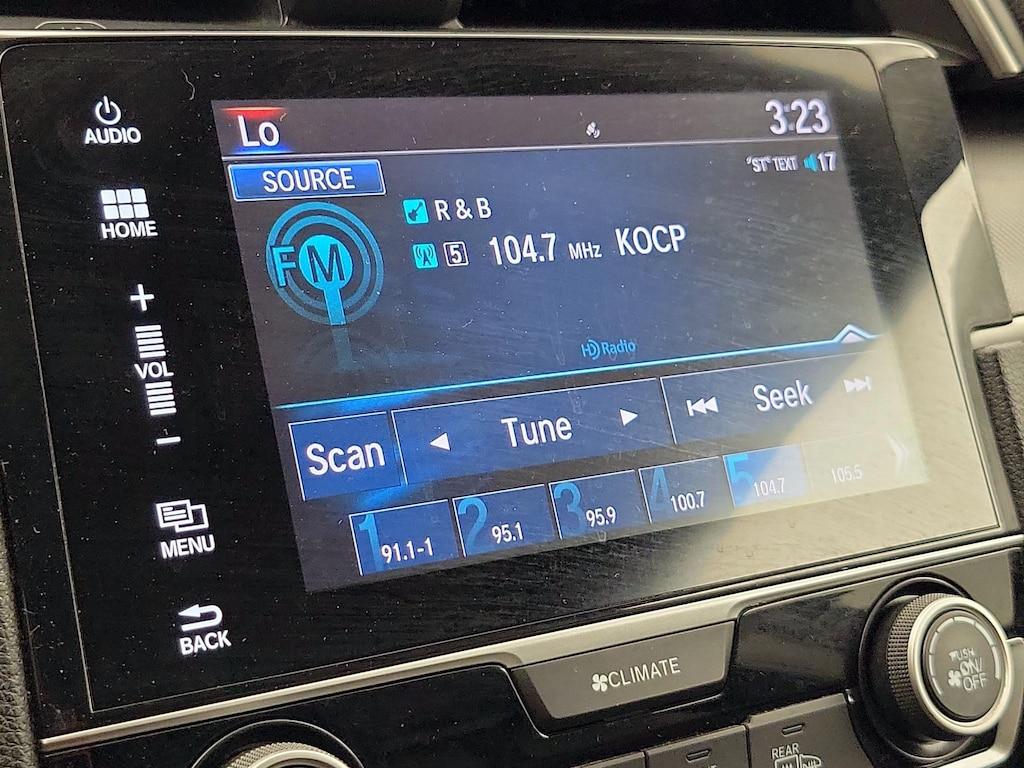 AUDIO
HOME
+
VOL
-
MENU
BACK
Lo
3:23
SOURCE
"ST" TEXT 17
FM
R & B
5 104.7 MHz KOCP
HD Radio
Scan
Tune
Seek
1 91.1-1
2 95.1
3 95.9
4 100.7
5 104.7
105.5
CLIMATE
PUSH
ON/
OFF
REAR